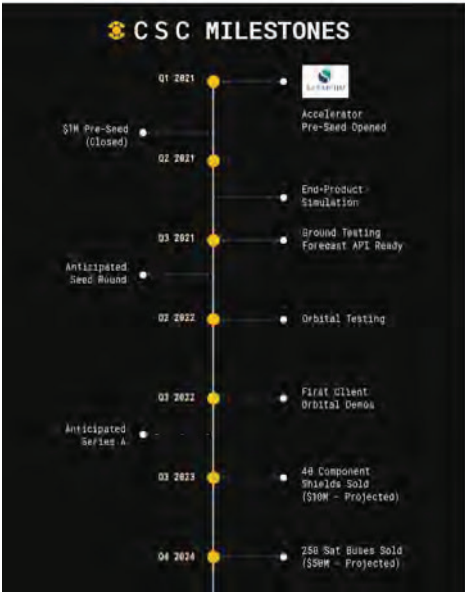 CSC MILESTONES
Q1 2021
Accelerator
Pre-Seed Opened
$1M Pre-Seed
(Closed)
Q2 2021
End-Product
Simulation
Q3 2021
Ground Testing
Forecast API Ready
Anticipated
Seed Round
Q2 2022
Orbital Testing
Q3 2022
First Client
Orbital Demos
Anticipated
Series A
Q3 2023
40 Component
Shields Sold
($10M - Projected)
Q4 2024
250 Sat Buses Sold
($50M - Projected)